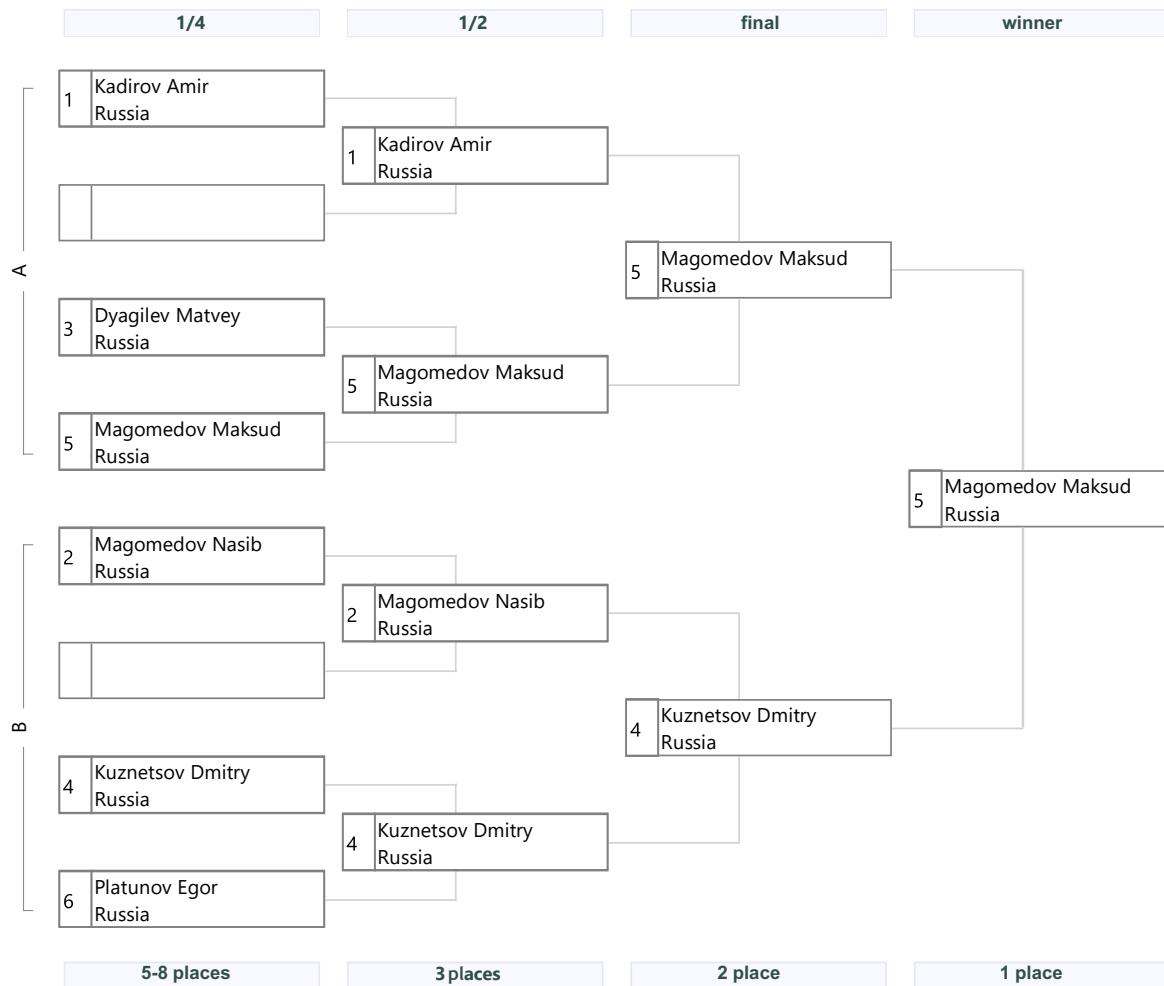 1/4
1/2
final
winner
1
Kadirov Amir
Russia
1
Kadirov Amir
Russia
A
5
Magomedov Maksud
Russia
3
Dyagilev Matvey
Russia
5
Magomedov Maksud
Russia
5
Magomedov Maksud
Russia
5
Magomedov Maksud
Russia
2
Magomedov Nasib
Russia
2
Magomedov Nasib
Russia
B
4
Kuznetsov Dmitry
Russia
4
Kuznetsov Dmitry
Russia
4
Kuznetsov Dmitry
Russia
6
Platunov Egor
Russia
5-8 places
3 places
2 place
1 place